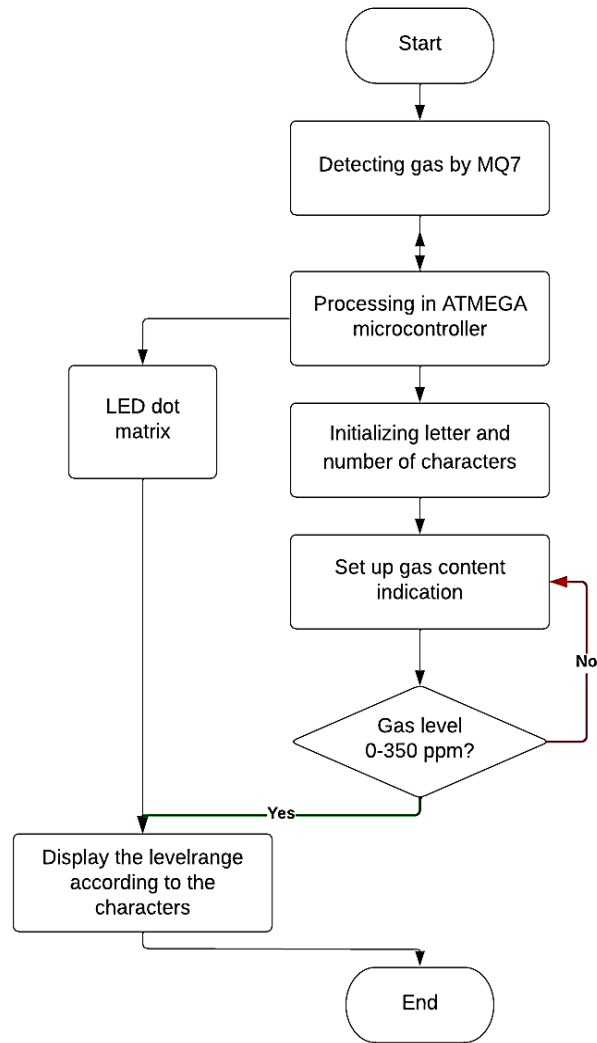 Start
Detecting gas by MQ7
Processing in ATMEGA
microcontroller
LED dot
matrix
Initializing letter and
number of characters
Set up gas content
indication
No
Gas level
0-350 ppm?
Yes
Display the levelrange
according to the
characters
End